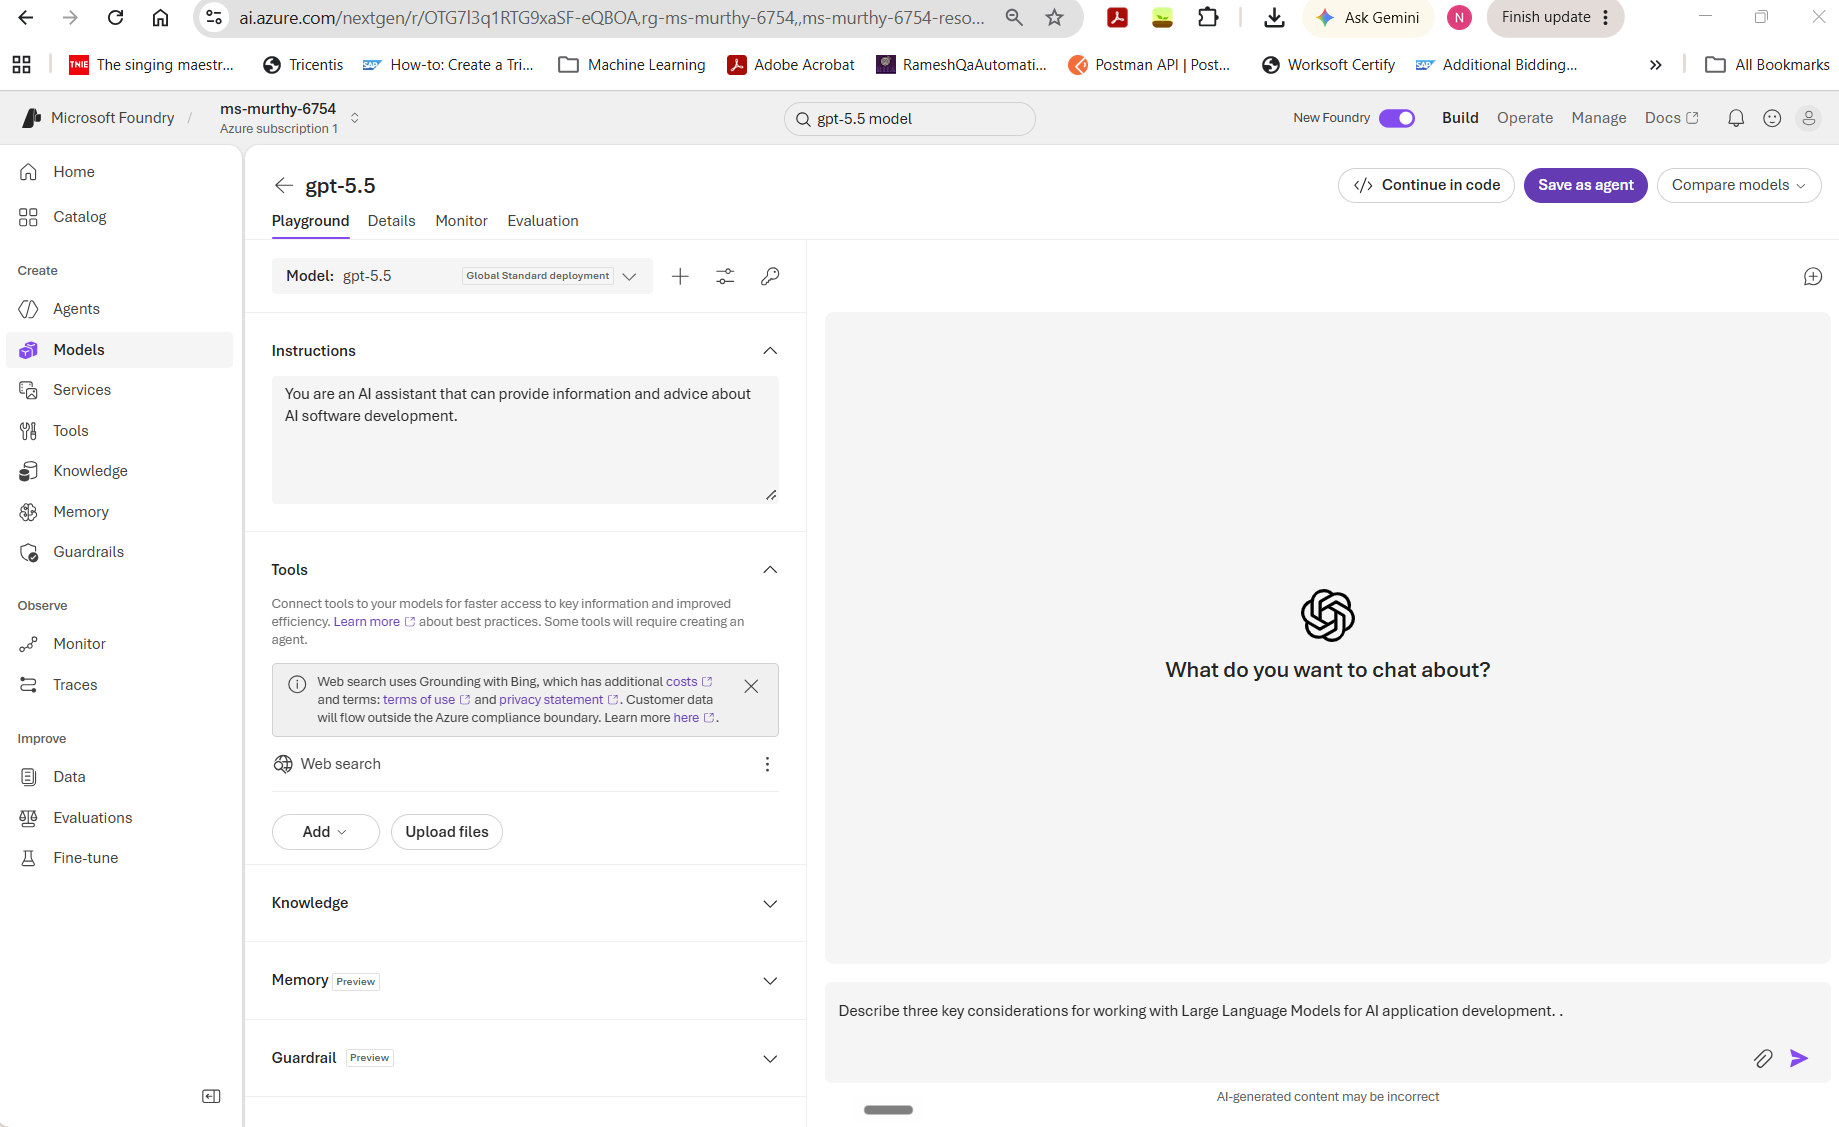 ai.azure.com/nextgen/r/OTG7l3q1RTG9xaSF-eQBOA,rg-ms-murthy-6754,,ms-murthy-6754-reso...
Ask Gemini
N
Finish update
TNIE
The singing maestr...
Tricentis
SAP
How-to: Create a Tri...
Machine Learning
Adobe Acrobat
RameshQaAutomati...
Postman API | Post...
Worksoft Certify
SAP
Additional Bidding...
All Bookmarks
Microsoft Foundry
/
ms-murthy-6754
Azure subscription 1
gpt-5.5 model
New Foundry
Build
Operate
Manage
Docs
Home
Catalog
Create
Agents
Models
Services
Tools
Knowledge
Memory
Guardrails
Observe
Monitor
Traces
Improve
Data
Evaluations
Fine-tune
gpt-5.5
Continue in code
Save as agent
Compare models
Playground
Details
Monitor
Evaluation
Model: gpt-5.5
Global Standard deployment
Instructions
You are an AI assistant that can provide information and advice about
AI software development.
Tools
Connect tools to your models for faster access to key information and improved
efficiency. Learn more about best practices. Some tools will require creating an
agent.
Web search uses Grounding with Bing, which has additional costs
and terms: terms of use and privacy statement . Customer data
will flow outside the Azure compliance boundary. Learn more here .
Web search
Add
Upload files
Knowledge
Memory Preview
Guardrail Preview
What do you want to chat about?
Describe three key considerations for working with Large Language Models for AI application development. .
AI-generated content may be incorrect